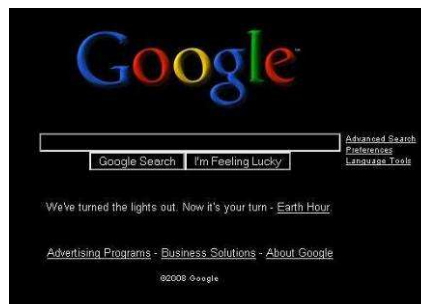 Google™
Advanced Search
Preferences
Google Search I'm Feeling Lucky Language Tools
We've turned the lights out. Now it's your turn - Earth Hour.
Advertising Programs - Business Solutions - About Google
©2008 Google